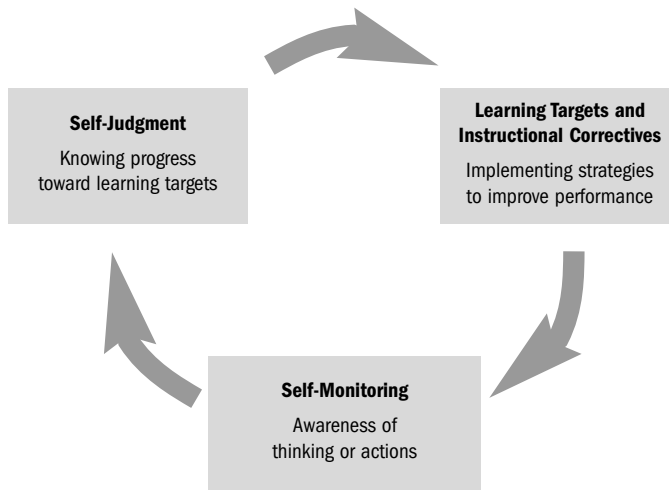 Self-Judgment
Knowing progress
toward learning targets
Learning Targets and
Instructional Correctives
Implementing strategies
to improve performance
Self-Monitoring
Awareness of
thinking or actions